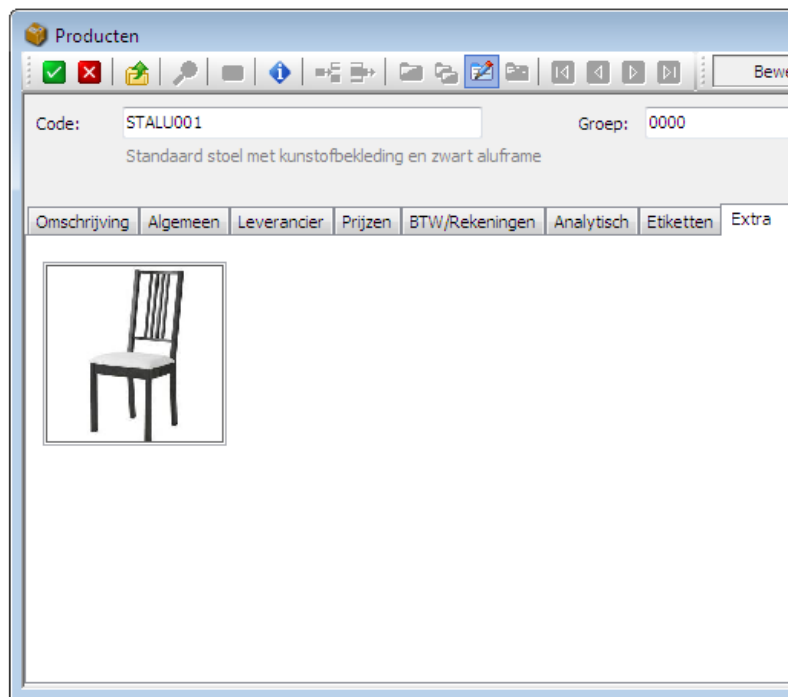 Producten
Bewe
Code: STALU001 Groep: 0000
Standaard stoel met kunstofbekleding en zwart aluframe
Omschrijving Algemeen Leverancier Prijzen BTW/Rekeningen Analytisch Etiketten Extra